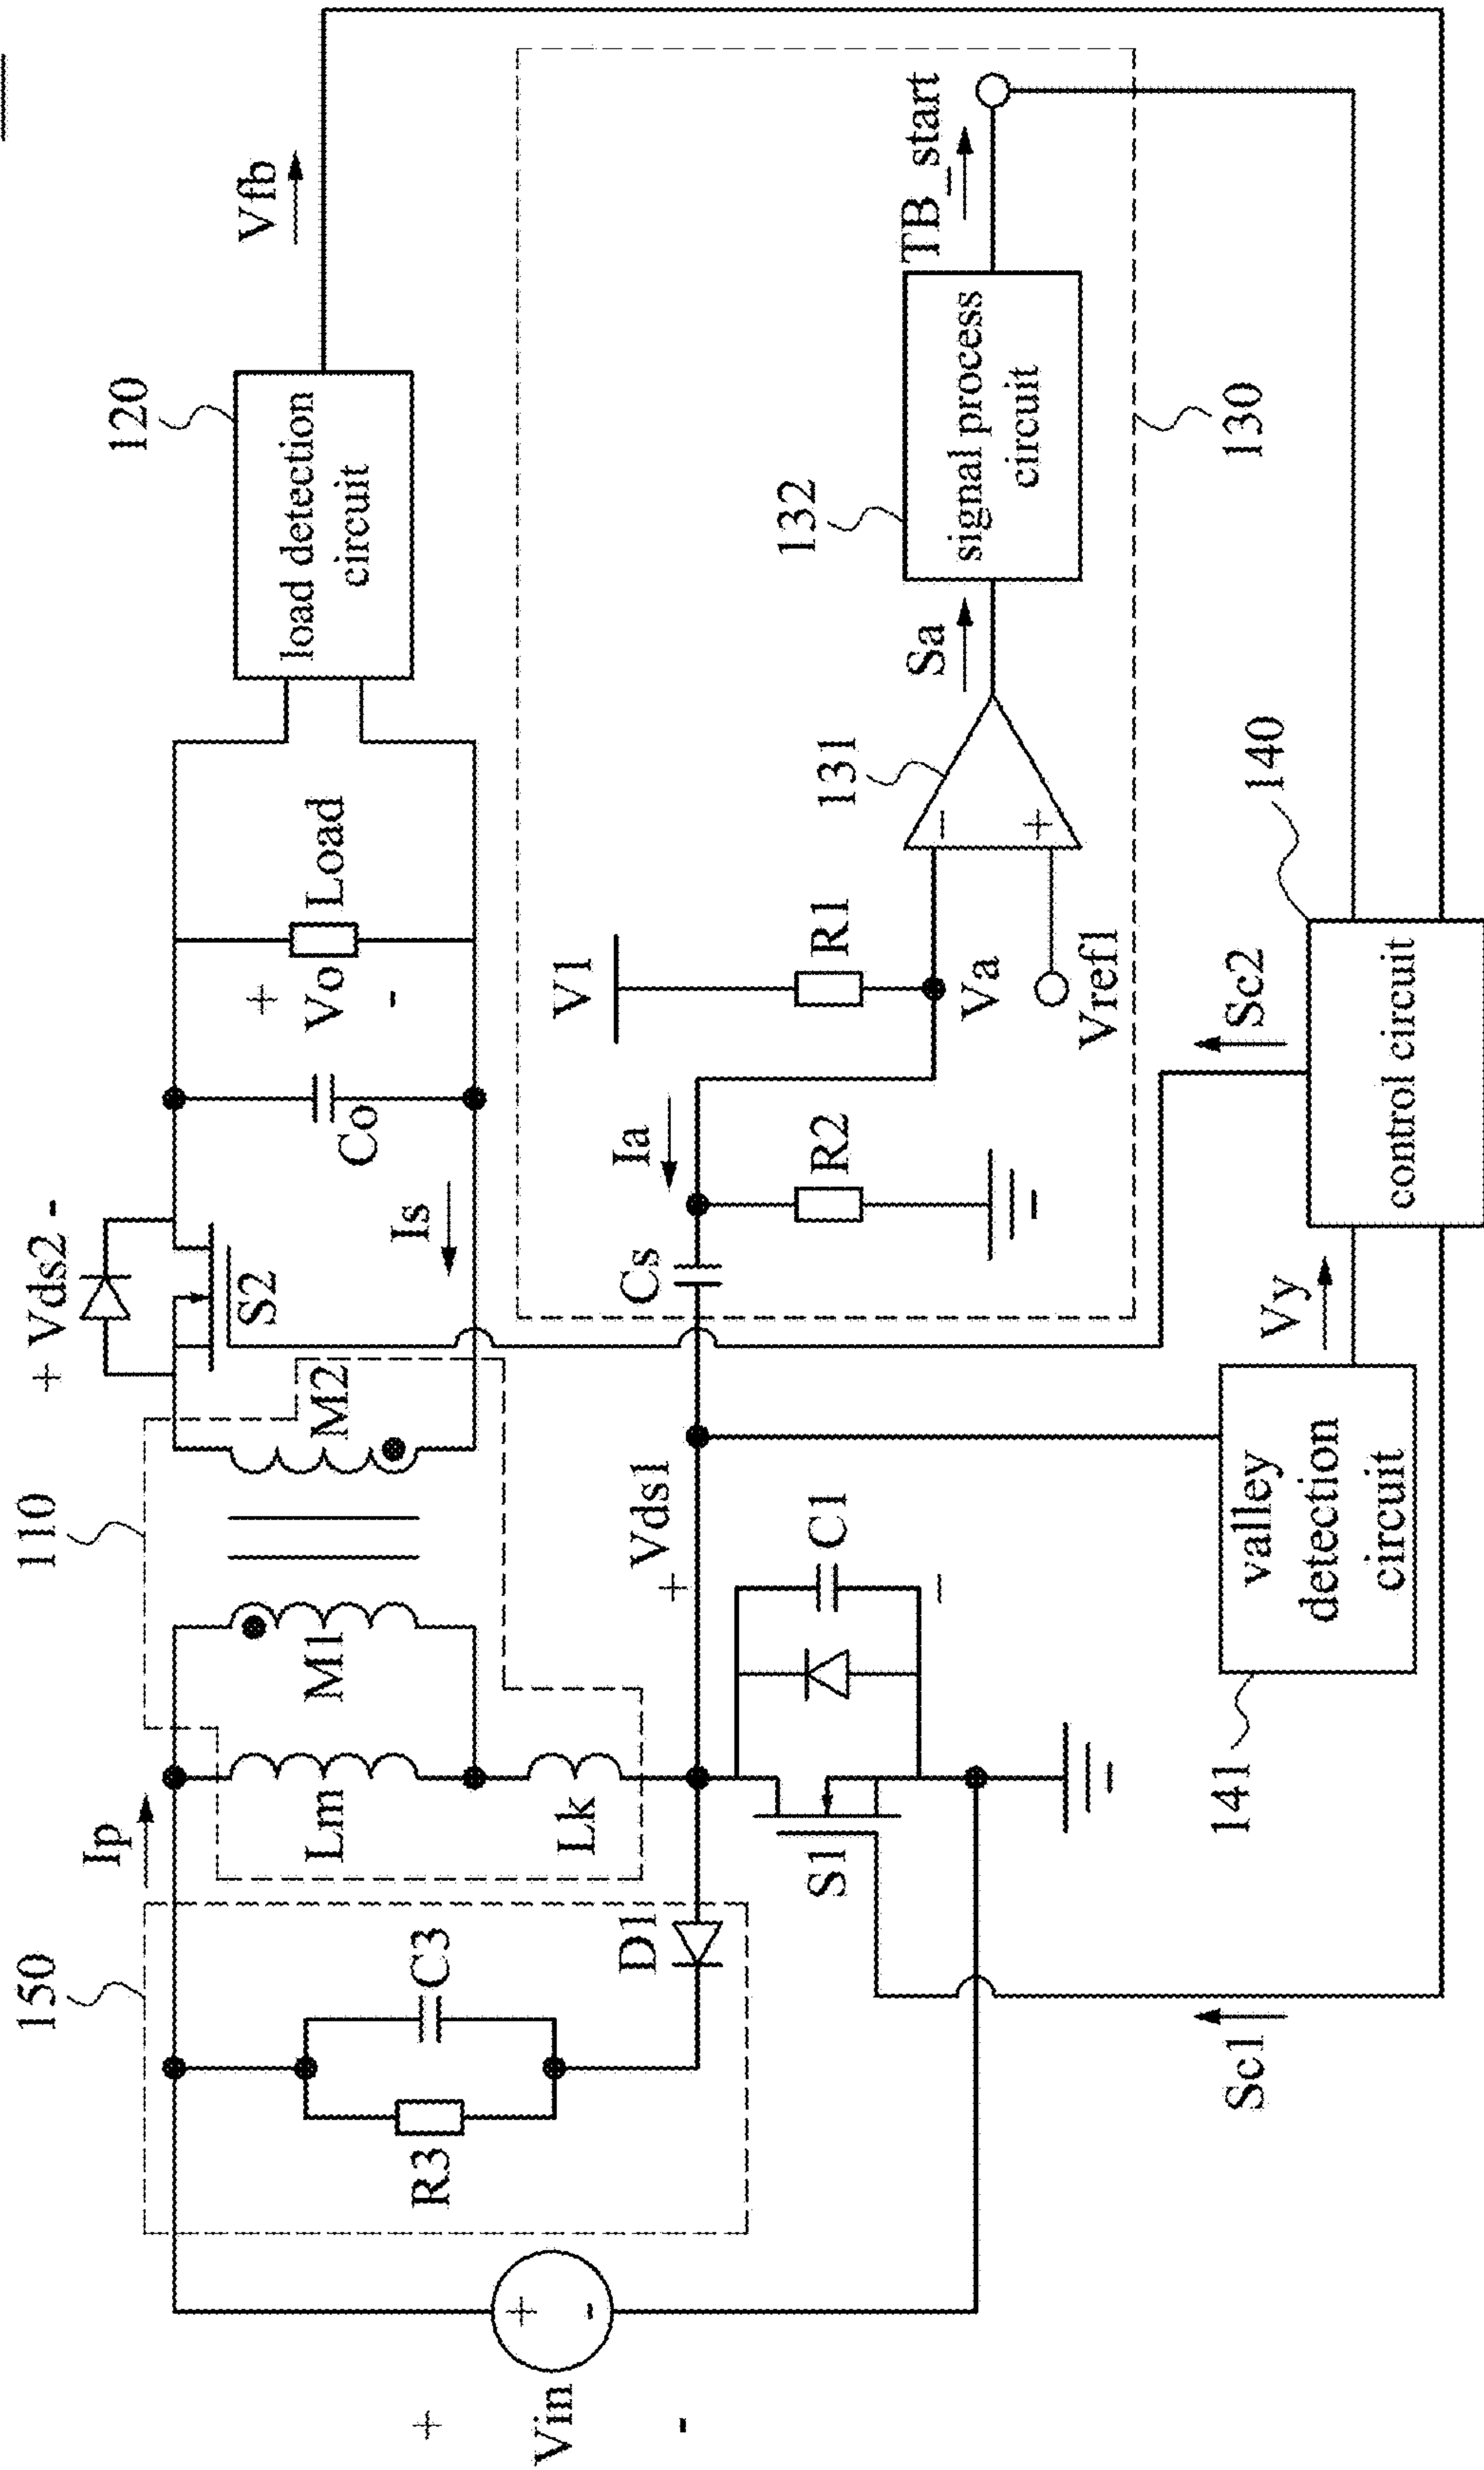 110
+ Vds2 -
120
150
Vfb
Ip
S2
M2
M1
Lm
Lk
C3
R3
D1
Co
+
Vo
-
Load
load detection
circuit
Is
+
Vin
-
+
-
+
Vds1
-
S1
C1
Cs
Ia
R2
V1
R1
Va
Vref1
-
+
131
Sa
132
signal process
circuit
TB_start
130
140
Sc1
Sc2
141
valley
detection
circuit
Vy
control circuit